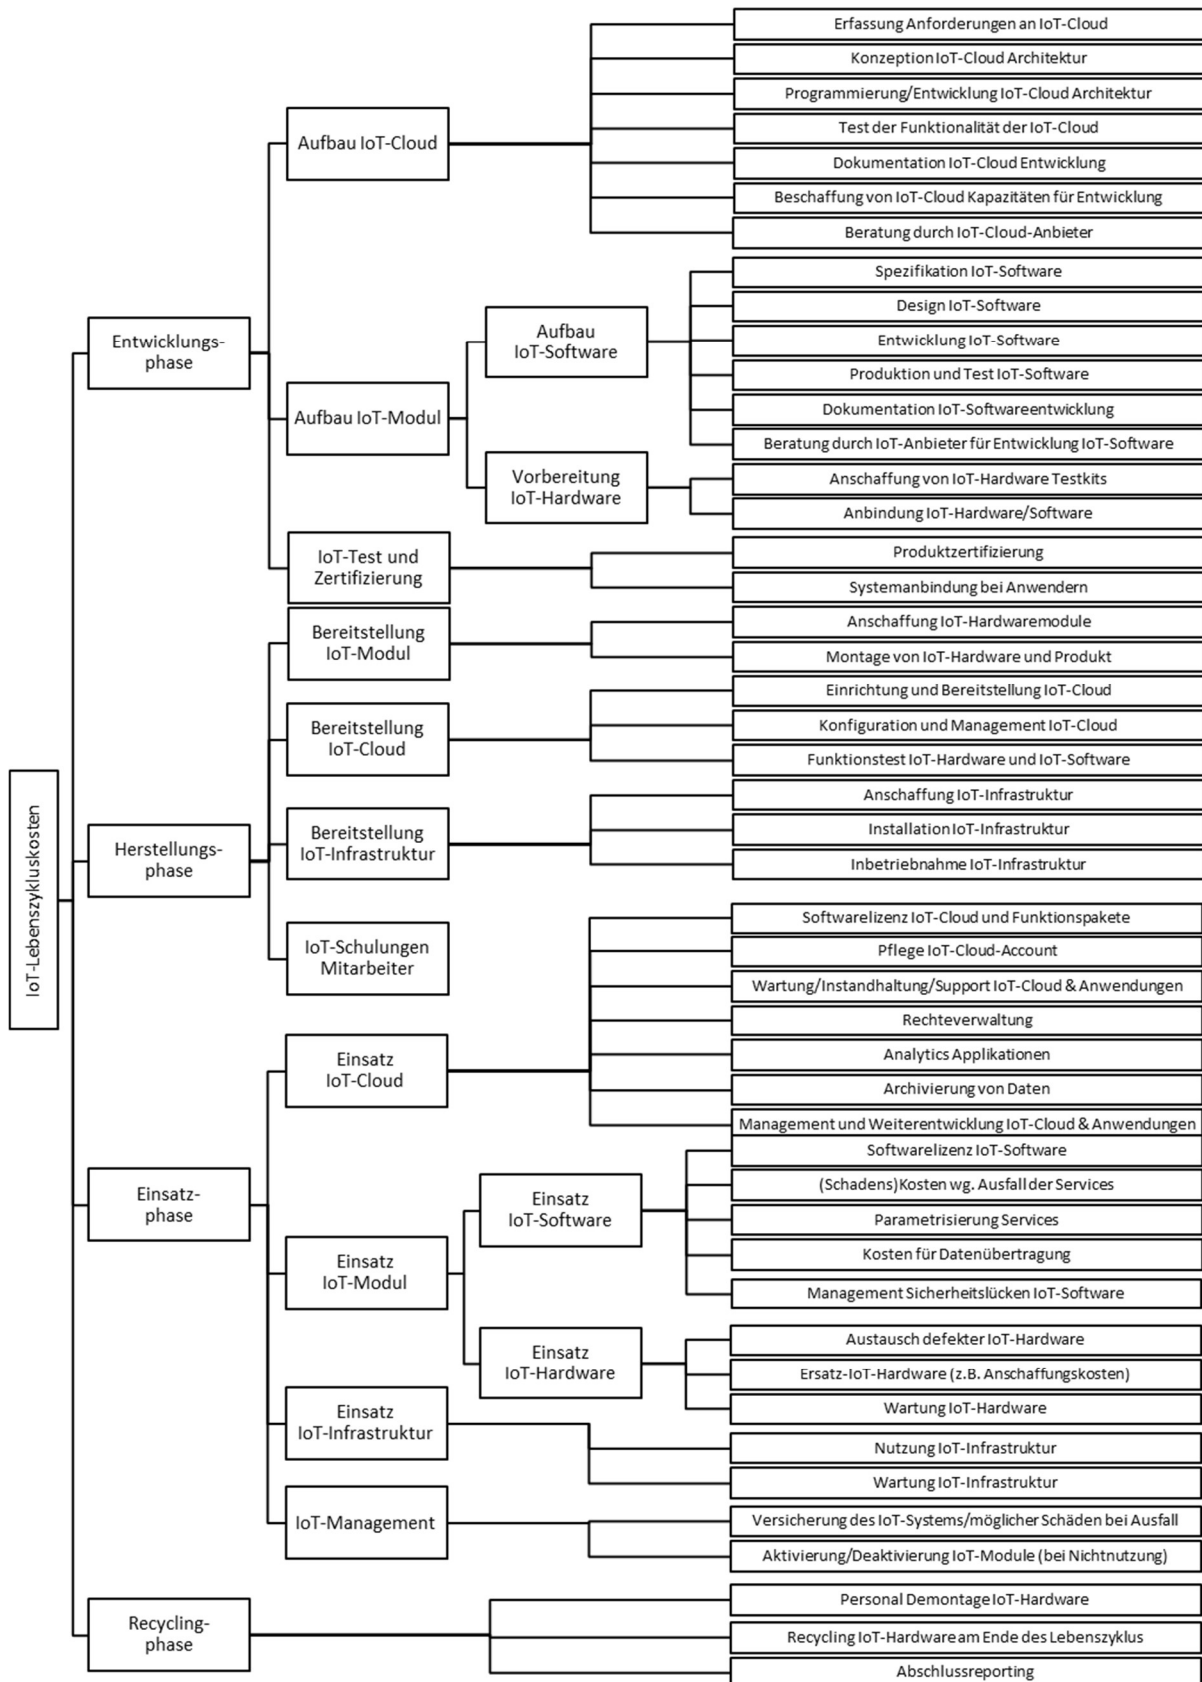 IoT-Lebenszykluskosten
Entwicklungs-
phase
Aufbau IoT-Cloud
Erfassung Anforderungen an IoT-Cloud
Konzeption IoT-Cloud Architektur
Programmierung/Entwicklung IoT-Cloud Architektur
Test der Funktionalität der IoT-Cloud
Dokumentation IoT-Cloud Entwicklung
Beschaffung von IoT-Cloud Kapazitäten für Entwicklung
Beratung durch IoT-Cloud-Anbieter
Aufbau IoT-Modul
Aufbau
IoT-Software
Spezifikation IoT-Software
Design IoT-Software
Entwicklung IoT-Software
Produktion und Test IoT-Software
Dokumentation IoT-Softwareentwicklung
Beratung durch IoT-Anbieter für Entwicklung IoT-Software
Vorbereitung
IoT-Hardware
Anschaffung von IoT-Hardware Testkits
Anbindung IoT-Hardware/Software
IoT-Test und
Zertifizierung
Produktzertifizierung
Systemanbindung bei Anwendern
Herstellungs-
phase
Bereitstellung
IoT-Modul
Anschaffung IoT-Hardwaremodule
Montage von IoT-Hardware und Produkt
Bereitstellung
IoT-Cloud
Einrichtung und Bereitstellung IoT-Cloud
Konfiguration und Management IoT-Cloud
Funktionstest IoT-Hardware und IoT-Software
Bereitstellung
IoT-Infrastruktur
Anschaffung IoT-Infrastruktur
Installation IoT-Infrastruktur
Inbetriebnahme IoT-Infrastruktur
IoT-Schulungen
Mitarbeiter
Einsatz-
phase
Einsatz
IoT-Cloud
Softwarelizenz IoT-Cloud und Funktionspakete
Pflege IoT-Cloud-Account
Wartung/Instandhaltung/Support IoT-Cloud & Anwendungen
Rechteverwaltung
Analytics Applikationen
Archivierung von Daten
Management und Weiterentwicklung IoT-Cloud & Anwendungen
Einsatz
IoT-Modul
Einsatz
IoT-Software
Softwarelizenz IoT-Software
(Schadens)Kosten wg. Ausfall der Services
Parametrisierung Services
Kosten für Datenübertragung
Management Sicherheitslücken IoT-Software
Einsatz
IoT-Hardware
Austausch defekter IoT-Hardware
Ersatz-IoT-Hardware (z.B. Anschaffungskosten)
Wartung IoT-Hardware
Einsatz
IoT-Infrastruktur
Nutzung IoT-Infrastruktur
Wartung IoT-Infrastruktur
IoT-Management
Versicherung des IoT-Systems/möglicher Schäden bei Ausfall
Aktivierung/Deaktivierung IoT-Module (bei Nichtnutzung)
Recycling-
phase
Personal Demontage IoT-Hardware
Recycling IoT-Hardware am Ende des Lebenszyklus
Abschlussreporting